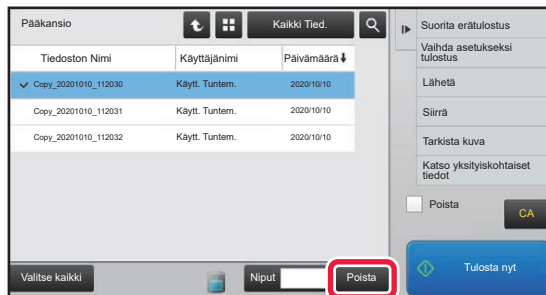 Pääkansio
Kaikki Tied.
Tiedoston Nimi Käyttäjänimi Päivämäärä
Copy_20201010_112030 Käytt. Tuntem. 2020/10/10
Copy_20201010_112031 Käytt. Tuntem. 2020/10/10
Copy_20201010_112032 Käytt. Tuntem. 2020/10/10
Valitse kaikki
Niput
Poista
Suorita erätulostus
Vaihda asetukseksi
tulostus
Lähetä
Siirrä
Tarkista kuva
Katso yksityiskohtaiset
tiedot
Poista
CA
Tulosta nyt